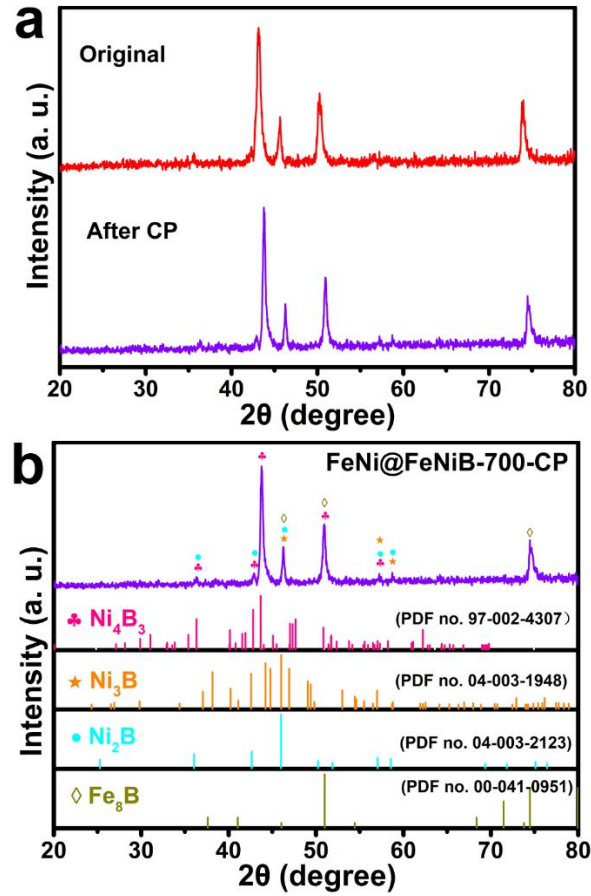 a
Original
After CP
Intensity (a. u.)
20 30 40 50 60 70 80
2θ (degree)
b
FeNi@FeNiB-700-CP
♣ Ni₄B₃ (PDF no. 97-002-4307）
★ Ni₃B (PDF no. 04-003-1948)
● Ni₂B (PDF no. 04-003-2123)
◊ Fe₈B (PDF no. 00-041-0951)
Intensity (a. u.)
20 30 40 50 60 70 80
2θ (degree)